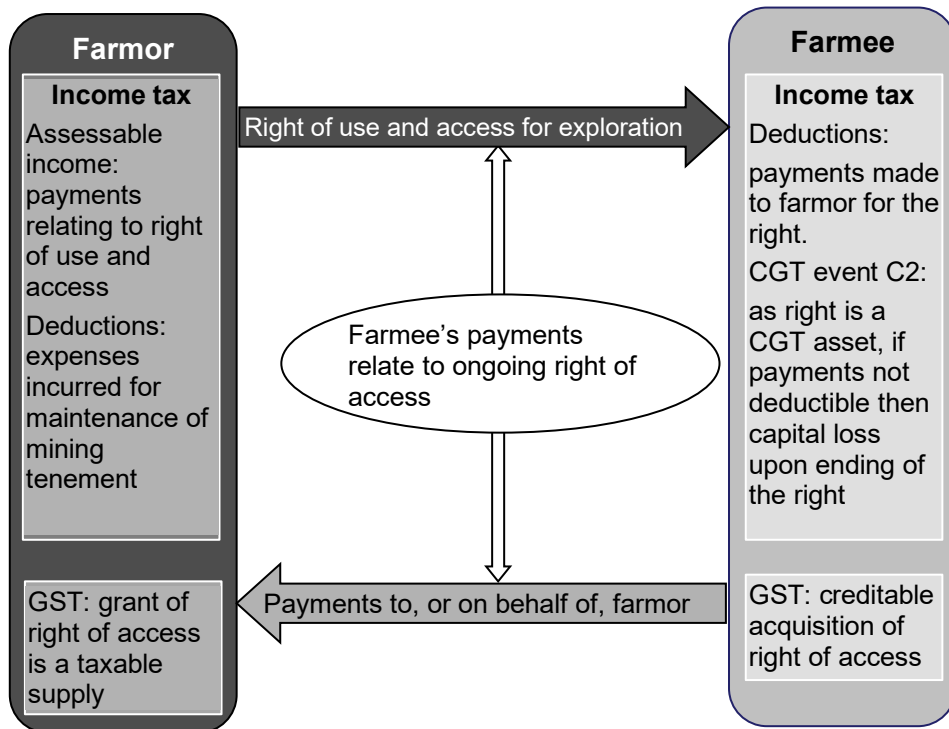 Farmor
Income tax
Assessable
income:
payments
relating to right
of use and
access
Deductions:
expenses
incurred for
maintenance of
mining
tenement
GST: grant of
right of access
is a taxable
supply
Right of use and access for exploration
Farmee’s payments
relate to ongoing right of
access
Payments to, or on behalf of, farmor
Farmee
Income tax
Deductions:
payments made
to farmor for the
right.
CGT event C2:
as right is a
CGT asset, if
payments not
deductible then
capital loss
upon ending of
the right
GST: creditable
acquisition of
right of access